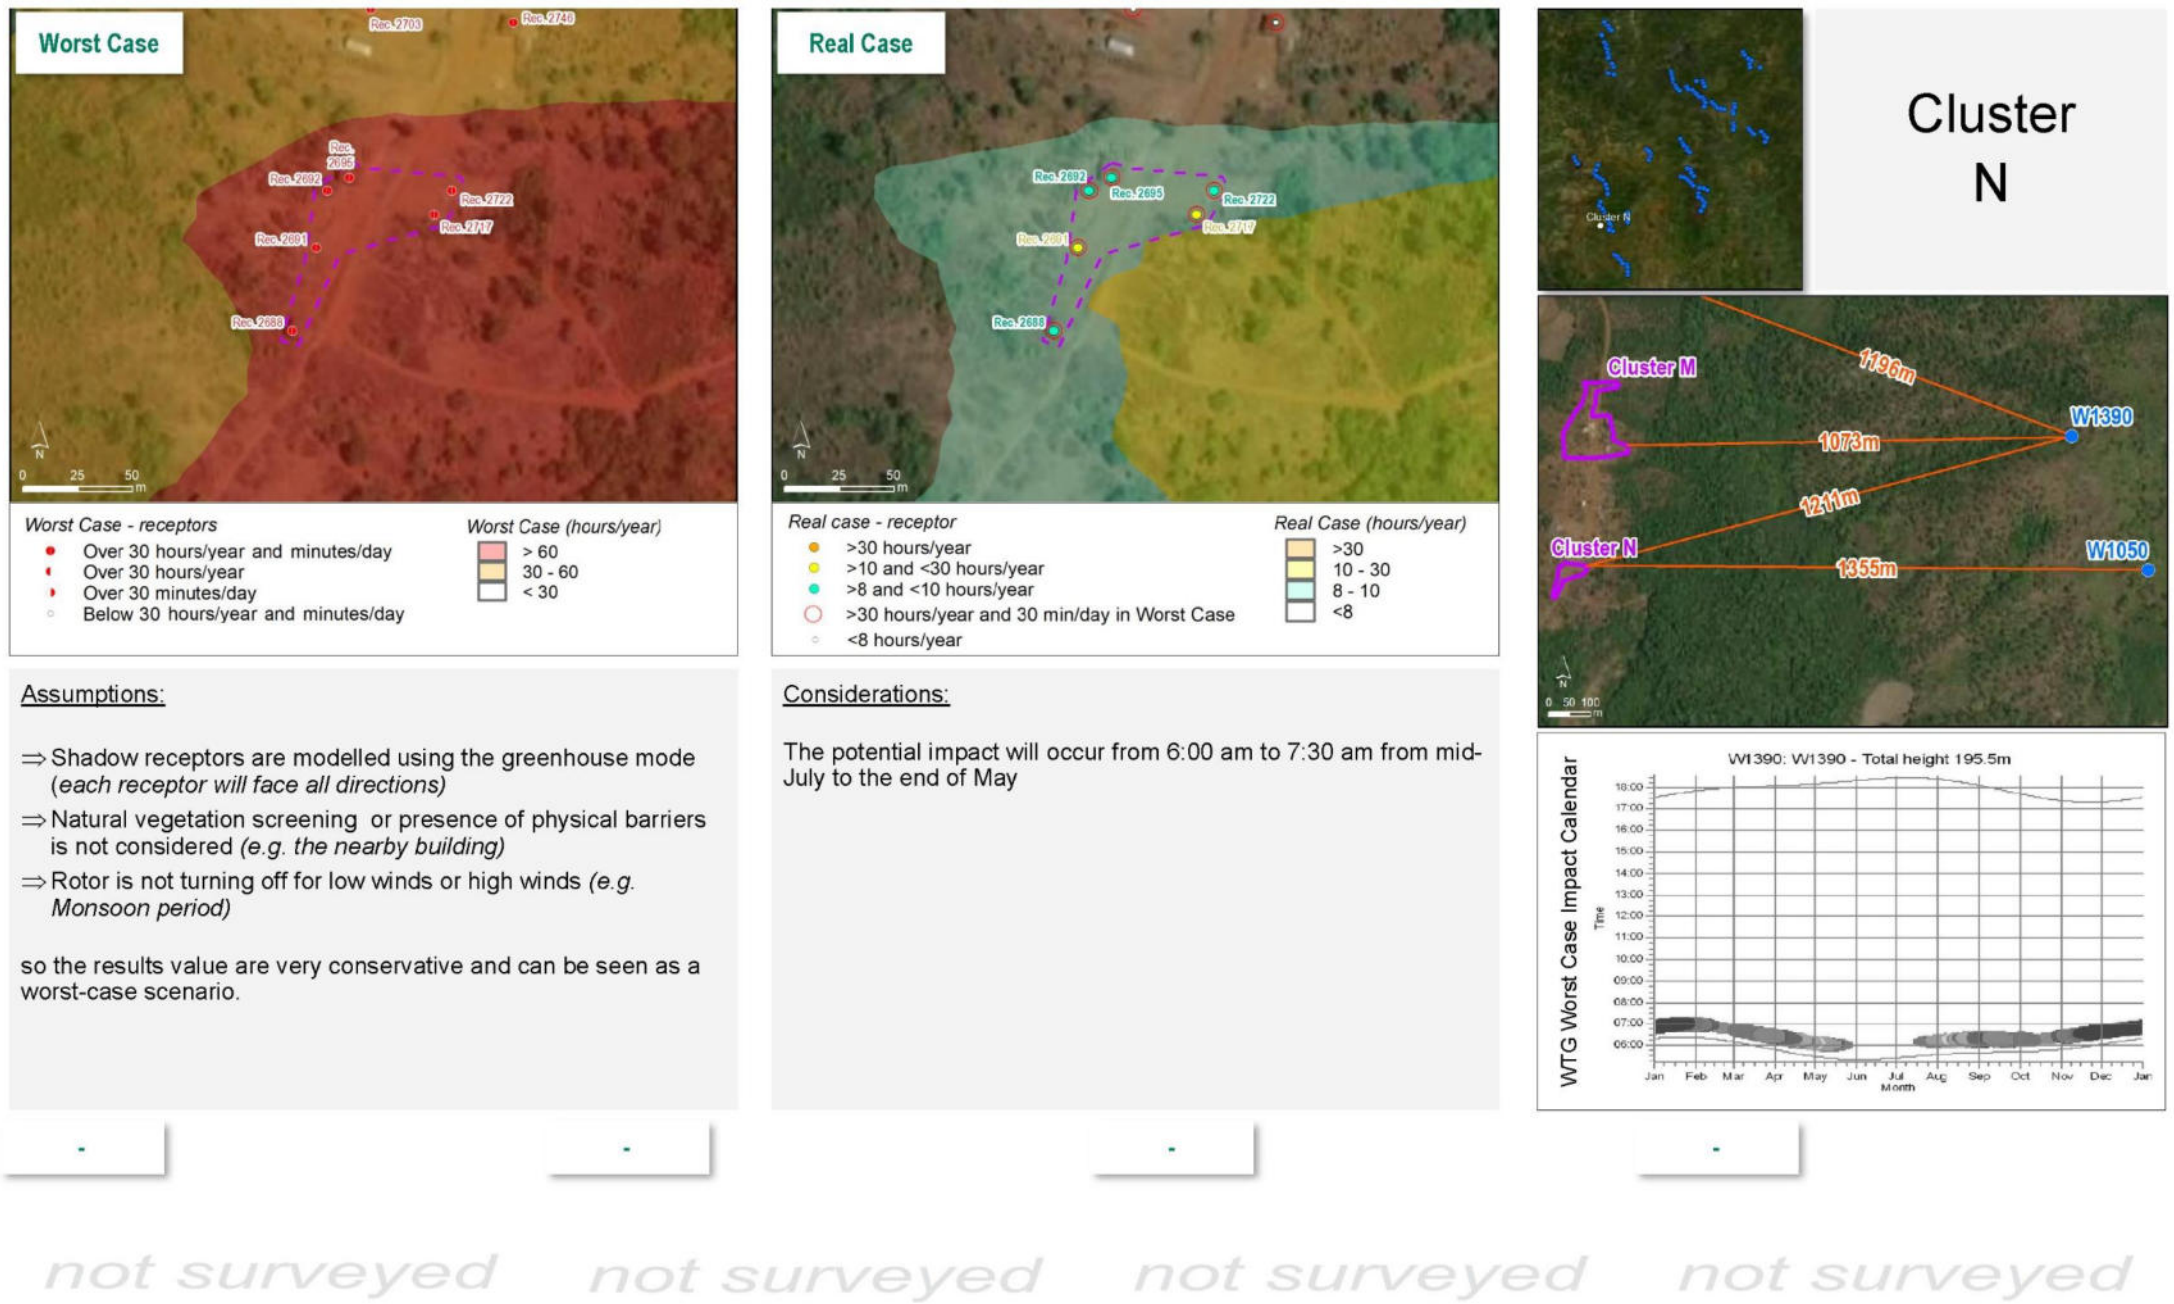 Worst Case
Rec. 2703
Rec. 2746
Rec.
2695
Rec. 2692
Rec. 2722
Rec. 2717
Rec. 2691
Rec. 2688
N
0 25 50
m
Worst Case - receptors
Over 30 hours/year and minutes/day
Over 30 hours/year
Over 30 minutes/day
Below 30 hours/year and minutes/day
Worst Case (hours/year)
> 60
30 - 60
< 30
Assumptions:
⇒ Shadow receptors are modelled using the greenhouse mode
(each receptor will face all directions)
⇒ Natural vegetation screening or presence of physical barriers
is not considered (e.g. the nearby building)
⇒ Rotor is not turning off for low winds or high winds (e.g.
Monsoon period)
so the results value are very conservative and can be seen as a
worst-case scenario.
Real Case
Rec. 2692
Rec. 2695
Rec. 2722
Rec. 2717
Rec. 2691
Rec. 2688
N
0 25 50
m
Real case - receptor
>30 hours/year
>10 and <30 hours/year
>8 and <10 hours/year
>30 hours/year and 30 min/day in Worst Case
<8 hours/year
Real Case (hours/year)
>30
10 - 30
8 - 10
<8
Considerations:
The potential impact will occur from 6:00 am to 7:30 am from mid-
July to the end of May
Cluster N
Cluster
N
1196m
Cluster M
W1390
1073m
1211m
Cluster N
W1050
1355m
N
0 50 100
m
WTG Worst Case Impact Calendar
W1390: W1390 - Total height 195.5m
Time
18:00
17:00
16:00
15:00
14:00
13:00
12:00
11:00
10:00
09:00
08:00
07:00
06:00
Jan Feb Mar Apr May Jun Jul Aug Sep Oct Nov Dec Jan
Month
- - - -
not surveyed not surveyed not surveyed not surveyed